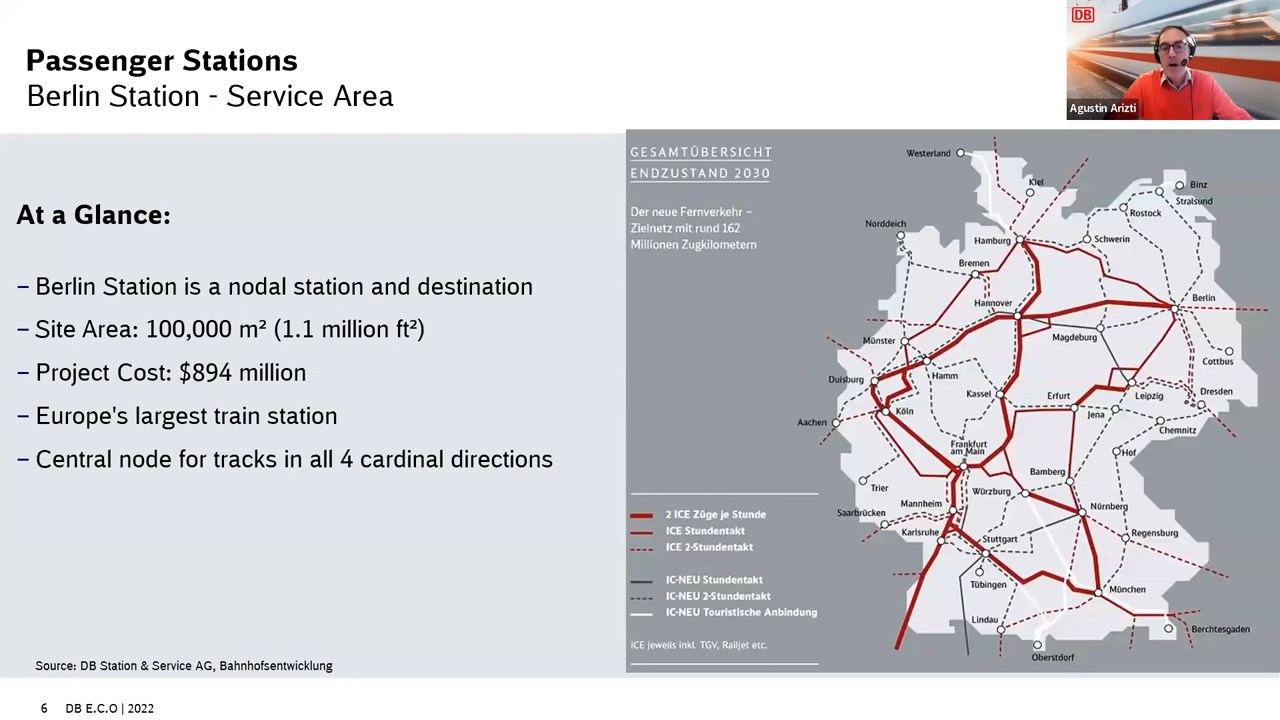 Passenger Stations
Berlin Station - Service Area
DB
Agustin Arizti
At a Glance:
– Berlin Station is a nodal station and destination
– Site Area: 100,000 m² (1.1 million ft²)
– Project Cost: $894 million
– Europe's largest train station
– Central node for tracks in all 4 cardinal directions
Source: DB Station & Service AG, Bahnhofsentwicklung
6 DB E.C.O | 2022
GESAMTÜBERSICHT
ENDZUSTAND 2030
Der neue Fernverkehr –
Zielnetz mit rund 162
Millionen Zugkilometern
Westerland
Kiel
Binz
Stralsund
Rostock
Norddeich
Hamburg
Schwerin
Bremen
Hannover
Berlin
Magdeburg
Münster
Cottbus
Duisburg
Hamm
Kassel
Erfurt
Leipzig
Dresden
Jena
Köln
Aachen
Chemnitz
Frankfurt
am Main
Hof
Bamberg
Trier
Würzburg
Mannheim
Nürnberg
Saarbrücken
Karlsruhe
Stuttgart
Regensburg
Tübingen
München
Lindau
Berchtesgaden
Oberstdorf
2 ICE Züge je Stunde
ICE Stundentakt
ICE 2-Stundentakt
IC-NEU Stundentakt
IC-NEU 2-Stundentakt
IC-NEU Touristische Anbindung
ICE jeweils inkl. TGV, Railjet etc.